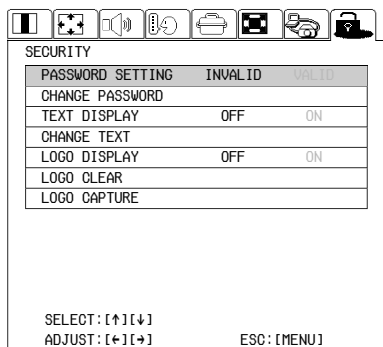 SECURITY
PASSWORD SETTING INVALID VALID
CHANGE PASSWORD
TEXT DISPLAY OFF ON
CHANGE TEXT
LOGO DISPLAY OFF ON
LOGO CLEAR
LOGO CAPTURE
SELECT:[↑][↓]
ADJUST:[←][→] ESC:[MENU]